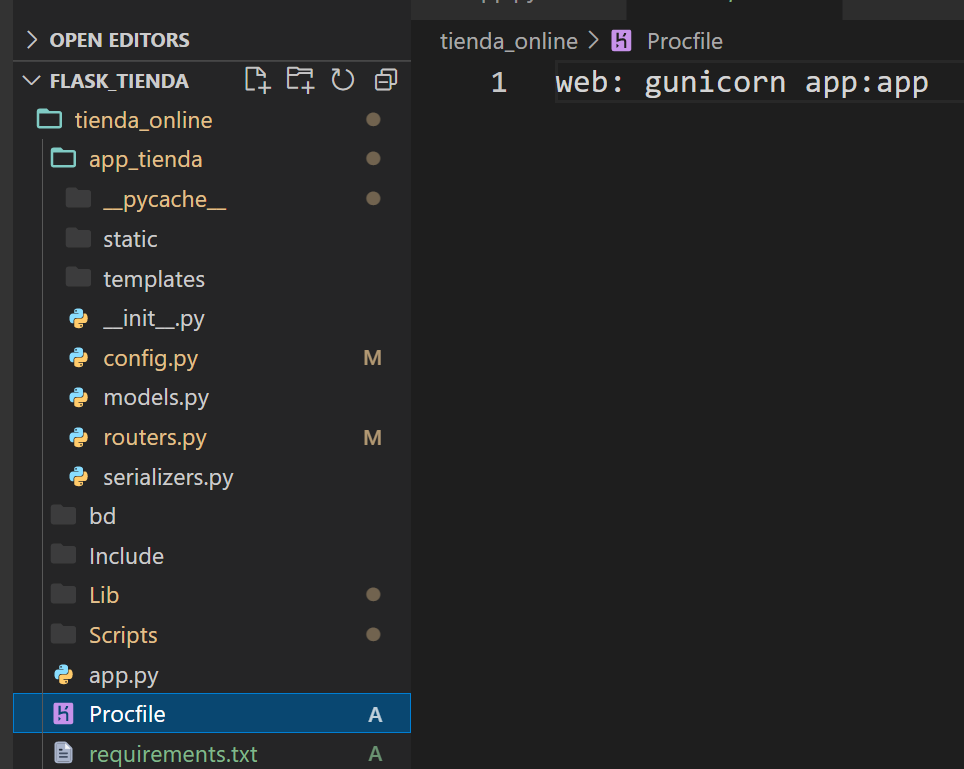 OPEN EDITORS
FLASK_TIENDA
tienda_online
app_tienda
__pycache__
static
templates
__init__.py
config.py M
models.py
routers.py M
serializers.py
bd
Include
Lib
Scripts
app.py
Procfile A
requirements.txt A
tienda_online > Procfile
1 web: gunicorn app:app